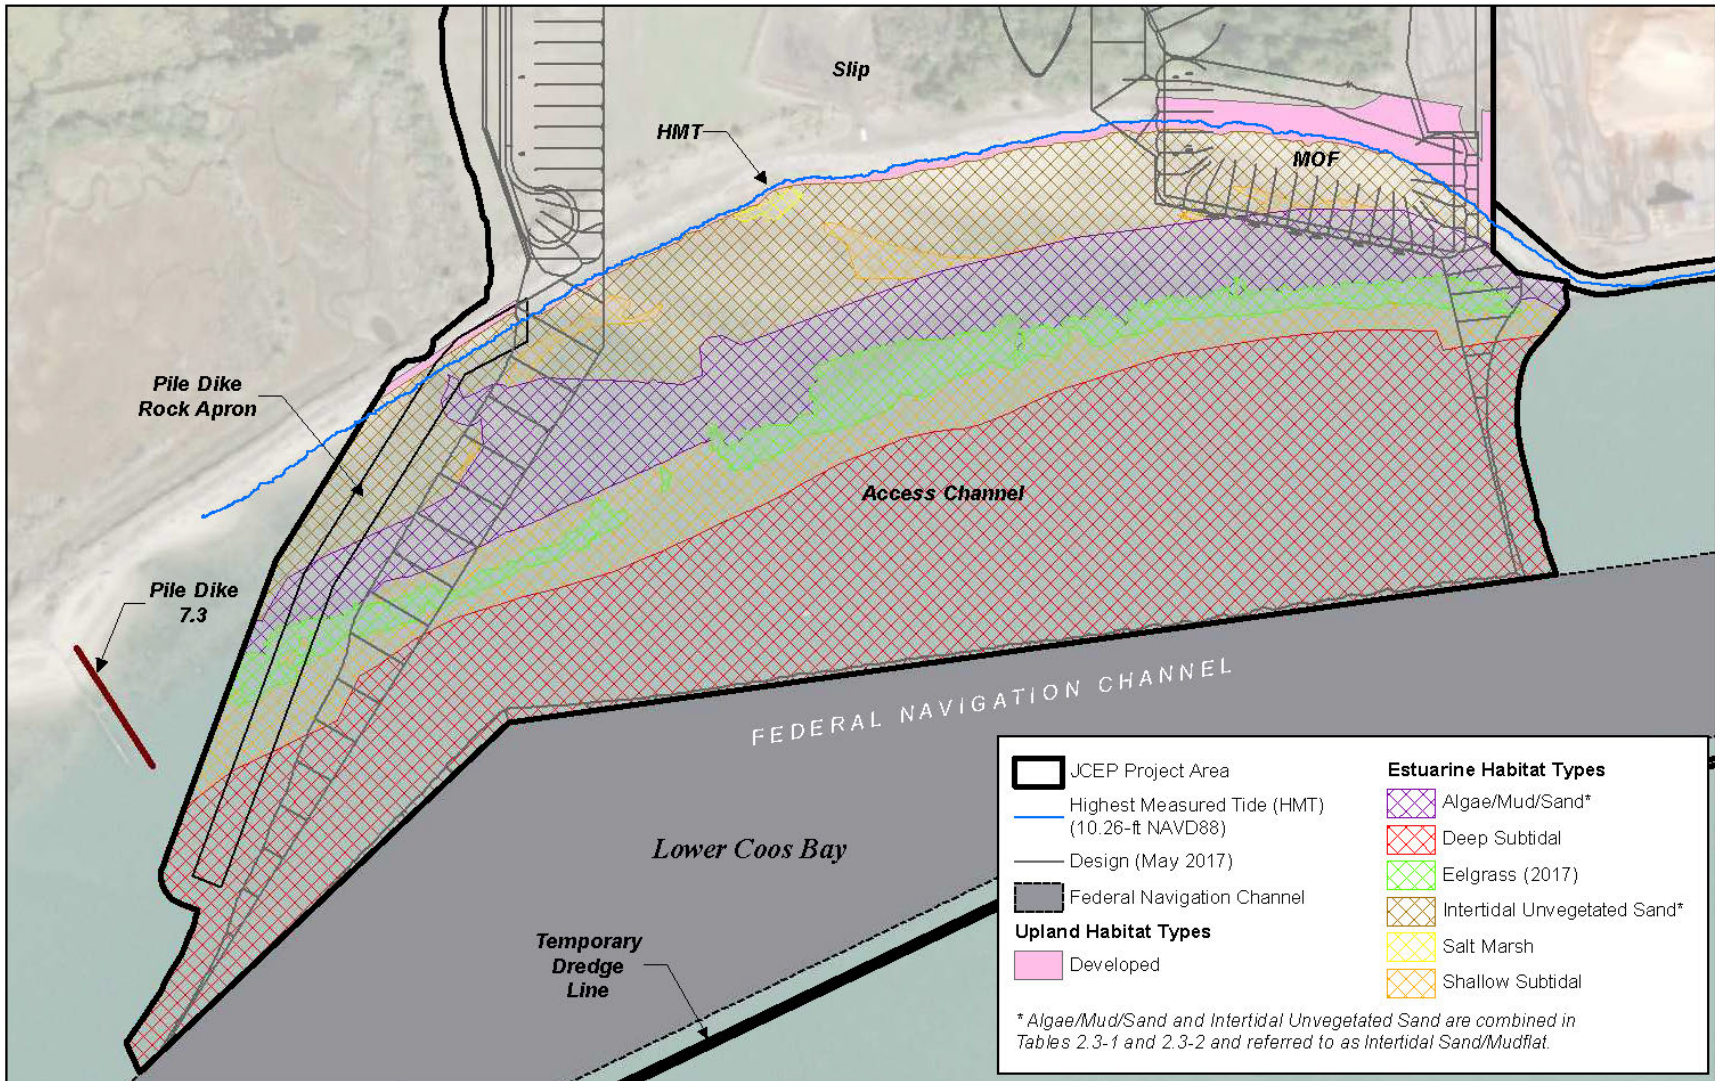 Slip
HMT
MOF
Pile Dike
Rock Apron
Access Channel
Pile Dike
7.3
FEDERAL NAVIGATION CHANNEL
Lower Coos Bay
Temporary
Dredge
Line
JCEP Project Area
Highest Measured Tide (HMT)
(10.26-ft NAVD88)
Design (May 2017)
Federal Navigation Channel
Upland Habitat Types
Developed
Estuarine Habitat Types
Algae/Mud/Sand*
Deep Subtidal
Eelgrass (2017)
Intertidal Unvegetated Sand*
Salt Marsh
Shallow Subtidal
* Algae/Mud/Sand and Intertidal Unvegetated Sand are combined in
Tables 2.3-1 and 2.3-2 and referred to as Intertidal Sand/Mudflat.